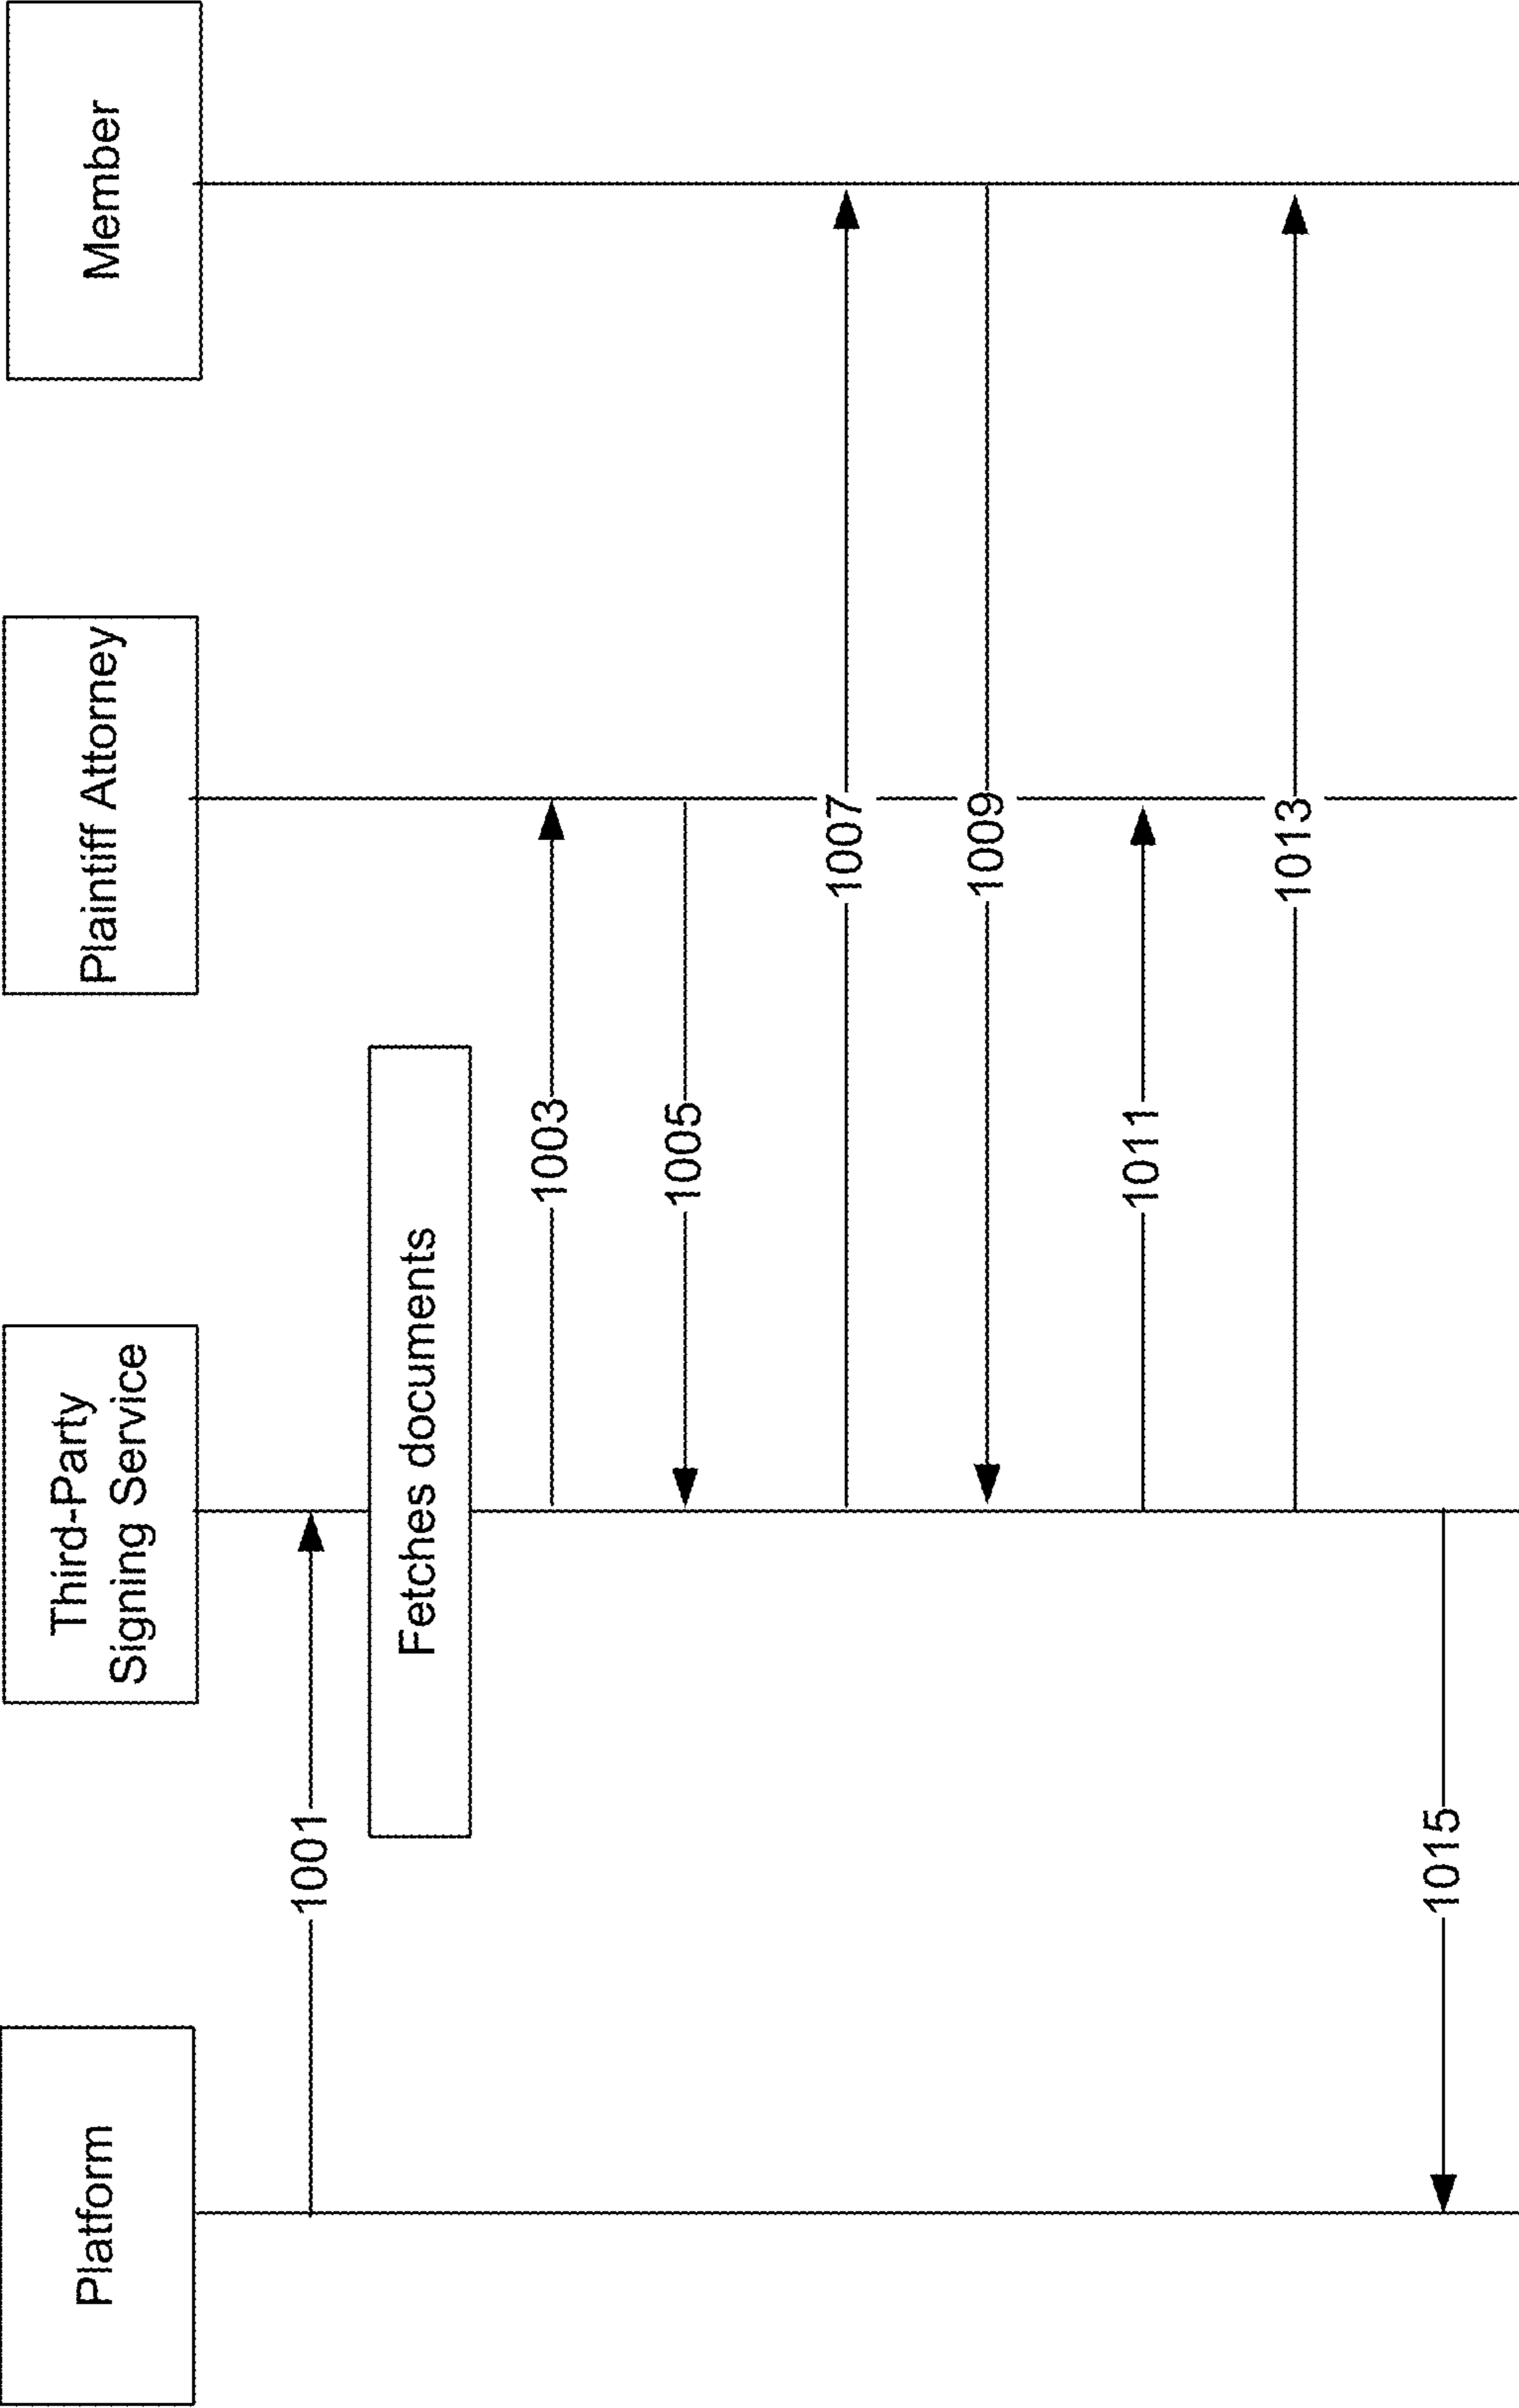 Platform
Third-Party
Signing Service
Plaintiff Attorney
Member
1001
Fetches documents
1003
1005
1007
1009
1011
1013
1015